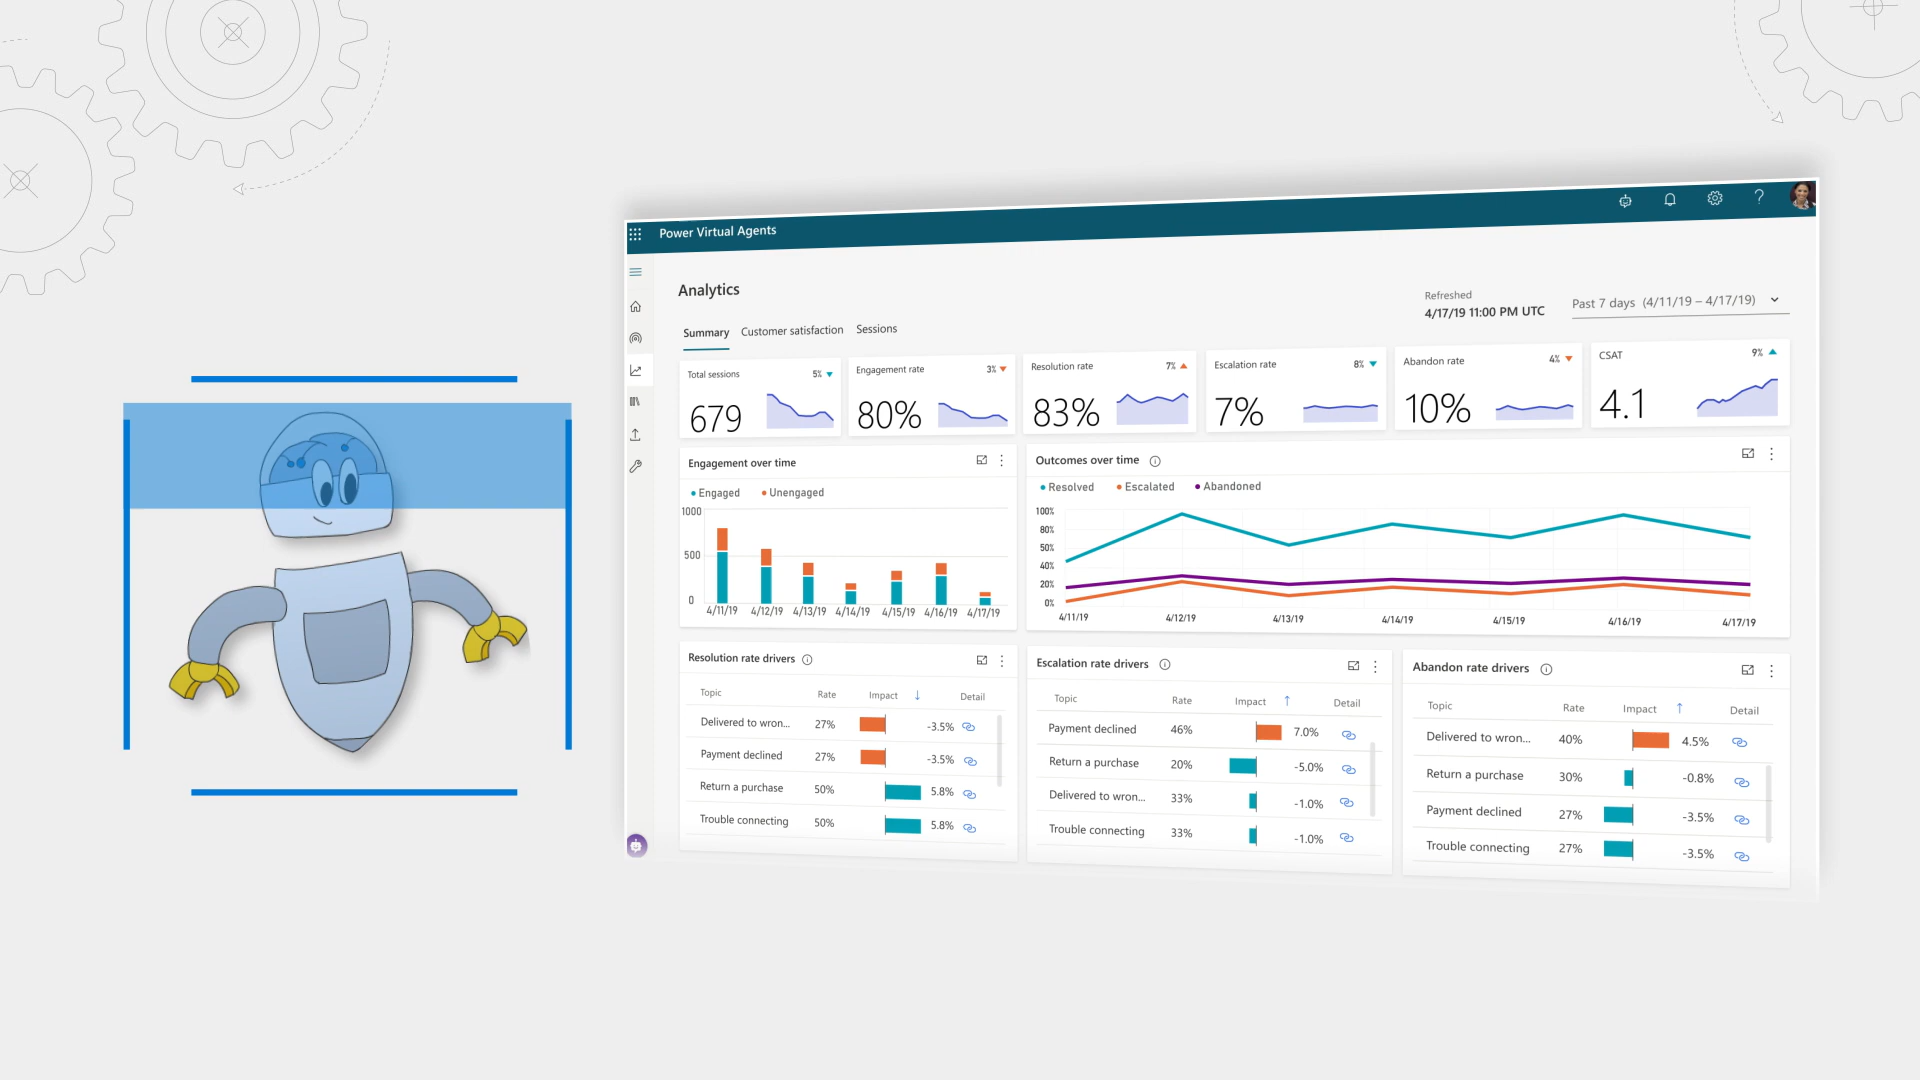 Power Virtual Agents
?
Analytics
Refreshed
4/17/19 11:00 PM UTC
Past 7 days (4/11/19 – 4/17/19)
Summary Customer satisfaction Sessions
Total sessions 5%
679
Engagement rate 3%
80%
Resolution rate 7%
83%
Escalation rate 8%
7%
Abandon rate 4%
10%
CSAT 9%
4.1
Engagement over time
Engaged Unengaged
1000
500
0
4/11/19 4/12/19 4/13/19 4/14/19 4/15/19 4/16/19 4/17/19
Outcomes over time
Resolved Escalated Abandoned
100%
80%
50%
40%
20%
0%
4/11/19 4/12/19 4/13/19 4/14/19 4/15/19 4/16/19 4/17/19
Resolution rate drivers
Topic Rate Impact Detail
Delivered to wron... 27% -3.5%
Payment declined 27% -3.5%
Return a purchase 50% 5.8%
Trouble connecting 50% 5.8%
Escalation rate drivers
Topic Rate Impact Detail
Payment declined 46% 7.0%
Return a purchase 20% -5.0%
Delivered to wron... 33% -1.0%
Trouble connecting 33% -1.0%
Abandon rate drivers
Topic Rate Impact Detail
Delivered to wron... 40% 4.5%
Return a purchase 30% -0.8%
Payment declined 27% -3.5%
Trouble connecting 27% -3.5%